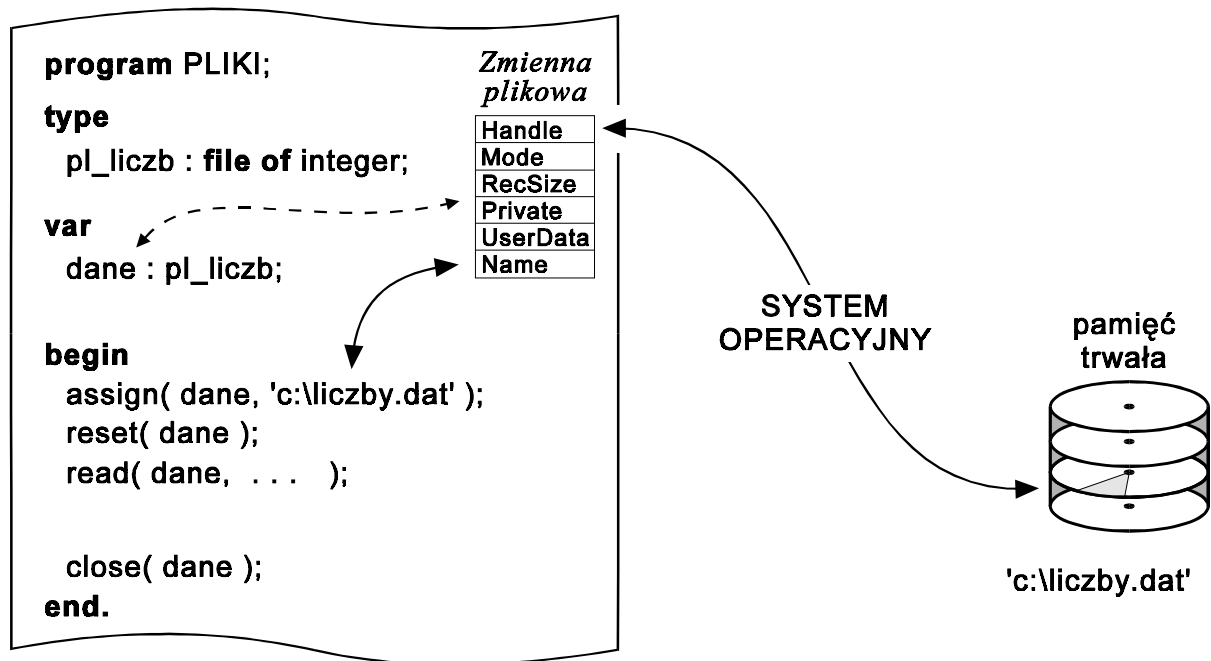 program PLIKI;
type
pl_liczb : file of integer;
var
dane : pl_liczb;
begin
assign( dane, 'c:\liczby.dat' );
reset( dane );
read( dane, . . . );
close( dane );
end.
Zmienna
plikowa
Handle
Mode
RecSize
Private
UserData
Name
SYSTEM
OPERACYJNY
pamięć
trwała
'c:\liczby.dat'